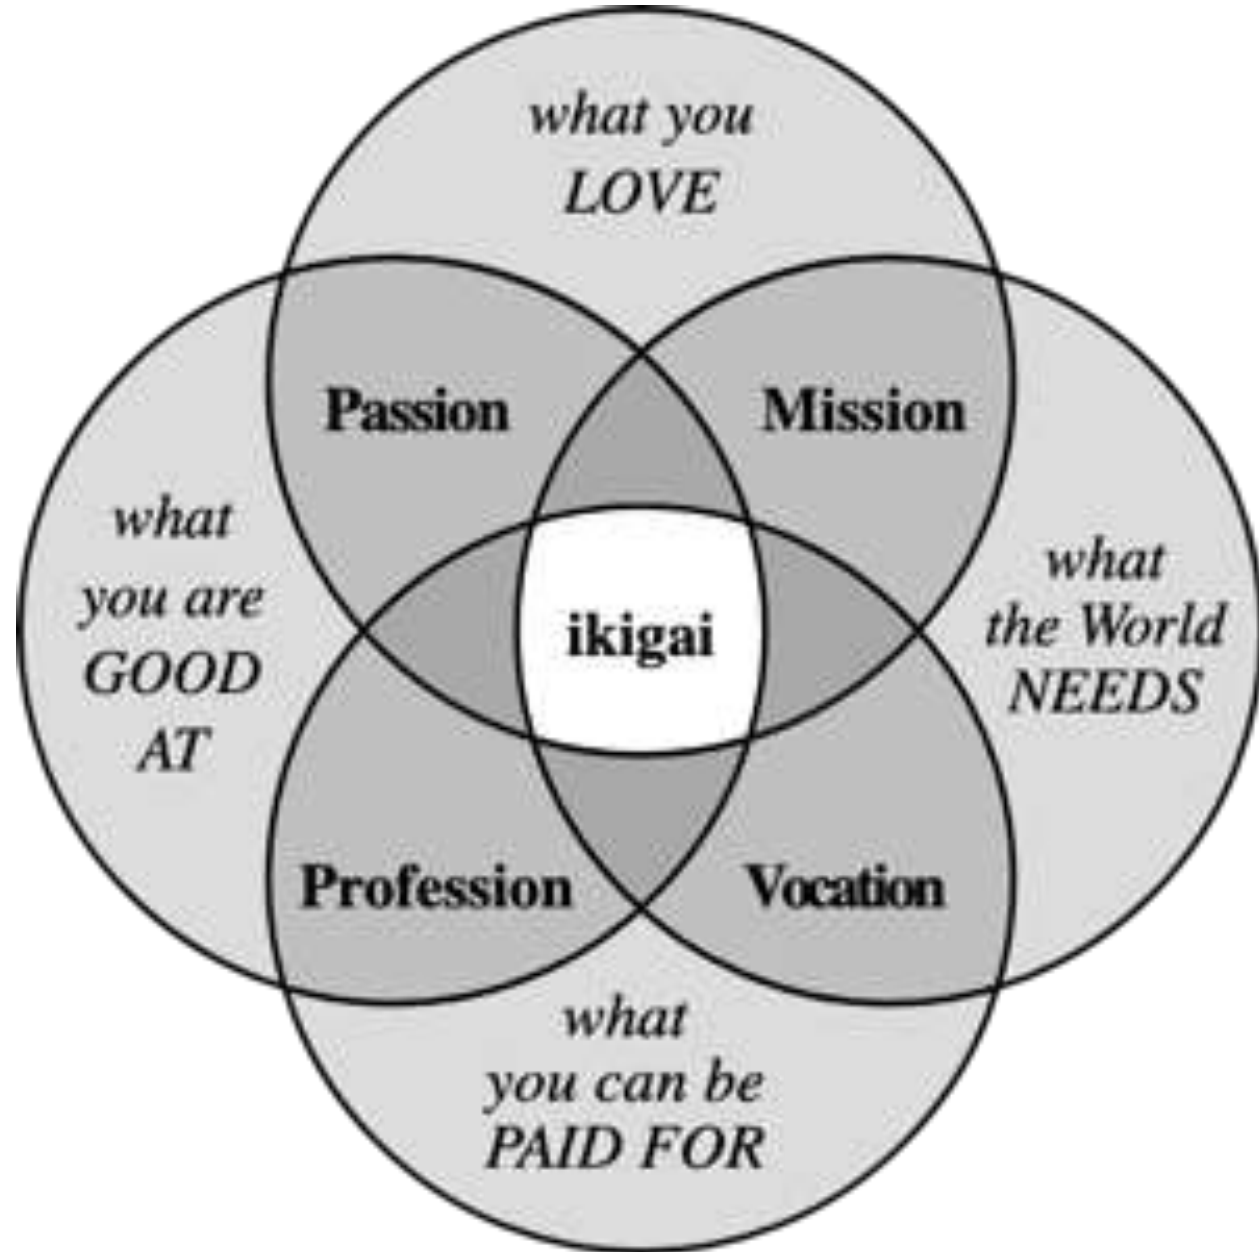 what you
LOVE
Passion
Mission
what
you are
GOOD
AT
ikigai
what
the World
NEEDS
Profession
Vocation
what
you can be
PAID FOR